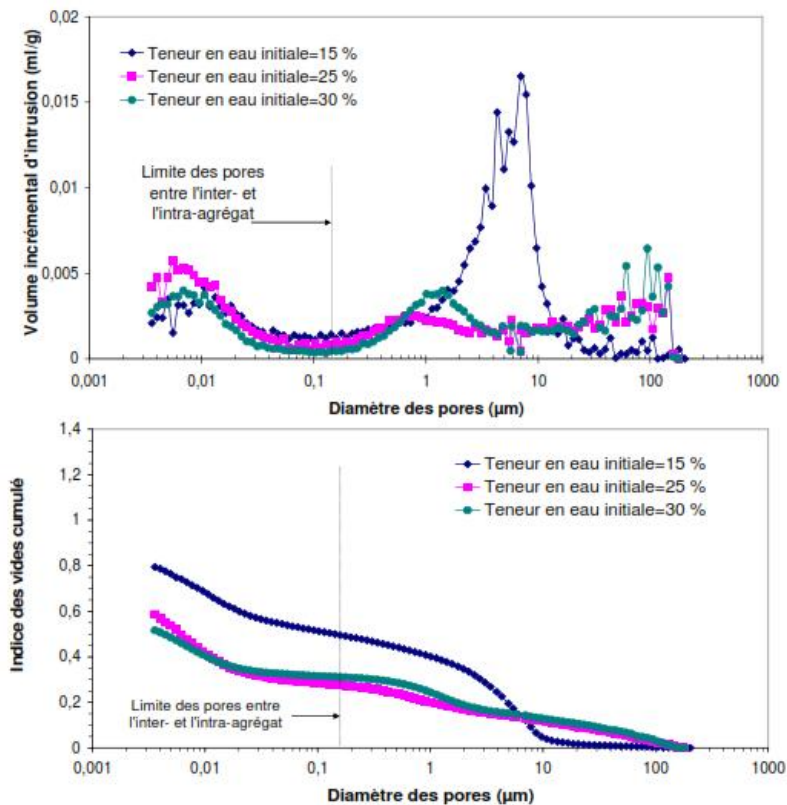 0,02
Teneur en eau initiale=15 %
Teneur en eau initiale=25 %
Teneur en eau initiale=30 %
0,015
Volume incrémental d'intrusion (ml/g)
Limite des pores
entre l'inter- et
l'intra-agrégat
0,01
0,005
0
0,001 0,01 0,1 1 10 100 1000
Diamètre des pores (µm)
1,4
Teneur en eau initiale=15 %
Teneur en eau initiale=25 %
Teneur en eau initiale=30 %
1,2
1
Indice des vides cumulé
0,8
0,6
0,4
Limite des pores entre
l'inter- et l'intra-agrégat
0,2
0
0,001 0,01 0,1 1 10 100 1000
Diamètre des pores (µm)